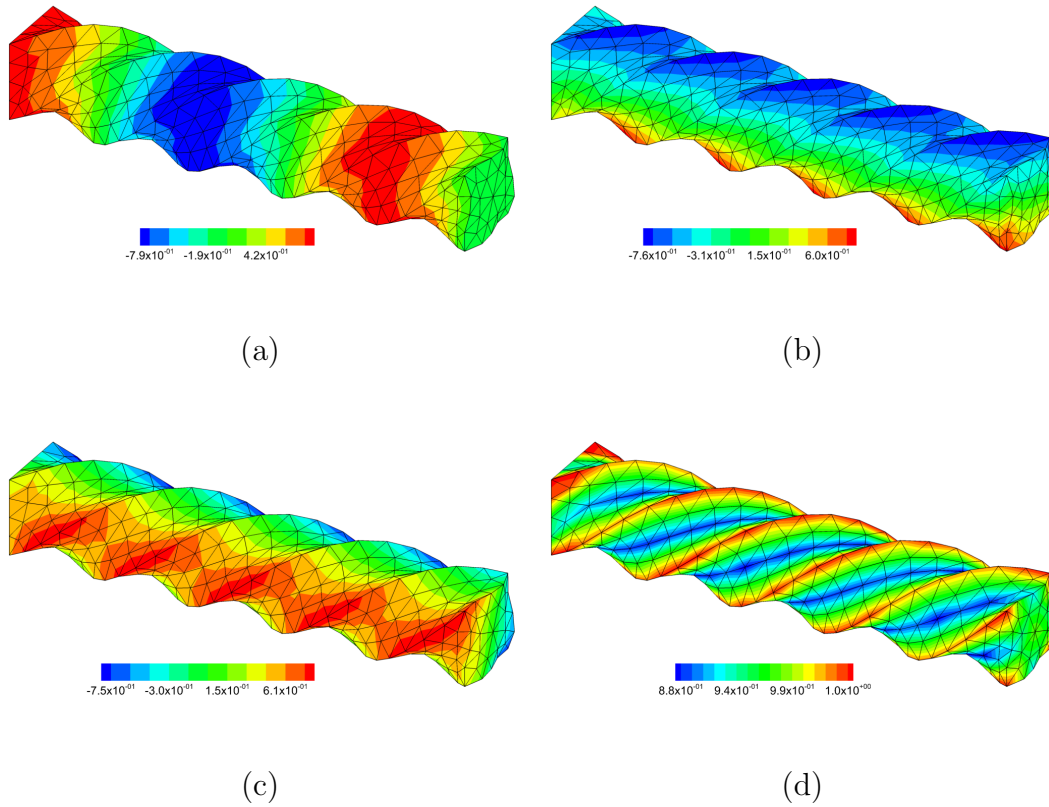 -7.9x10⁻⁰¹ -1.9x10⁻⁰¹ 4.2x10⁻⁰¹
-7.6x10⁻⁰¹ -3.1x10⁻⁰¹ 1.5x10⁻⁰¹ 6.0x10⁻⁰¹
(a)
(b)
-7.5x10⁻⁰¹ -3.0x10⁻⁰¹ 1.5x10⁻⁰¹ 6.1x10⁻⁰¹
8.8x10⁻⁰¹ 9.4x10⁻⁰¹ 9.9x10⁻⁰¹ 1.0x10⁺⁰⁰
(c)
(d)